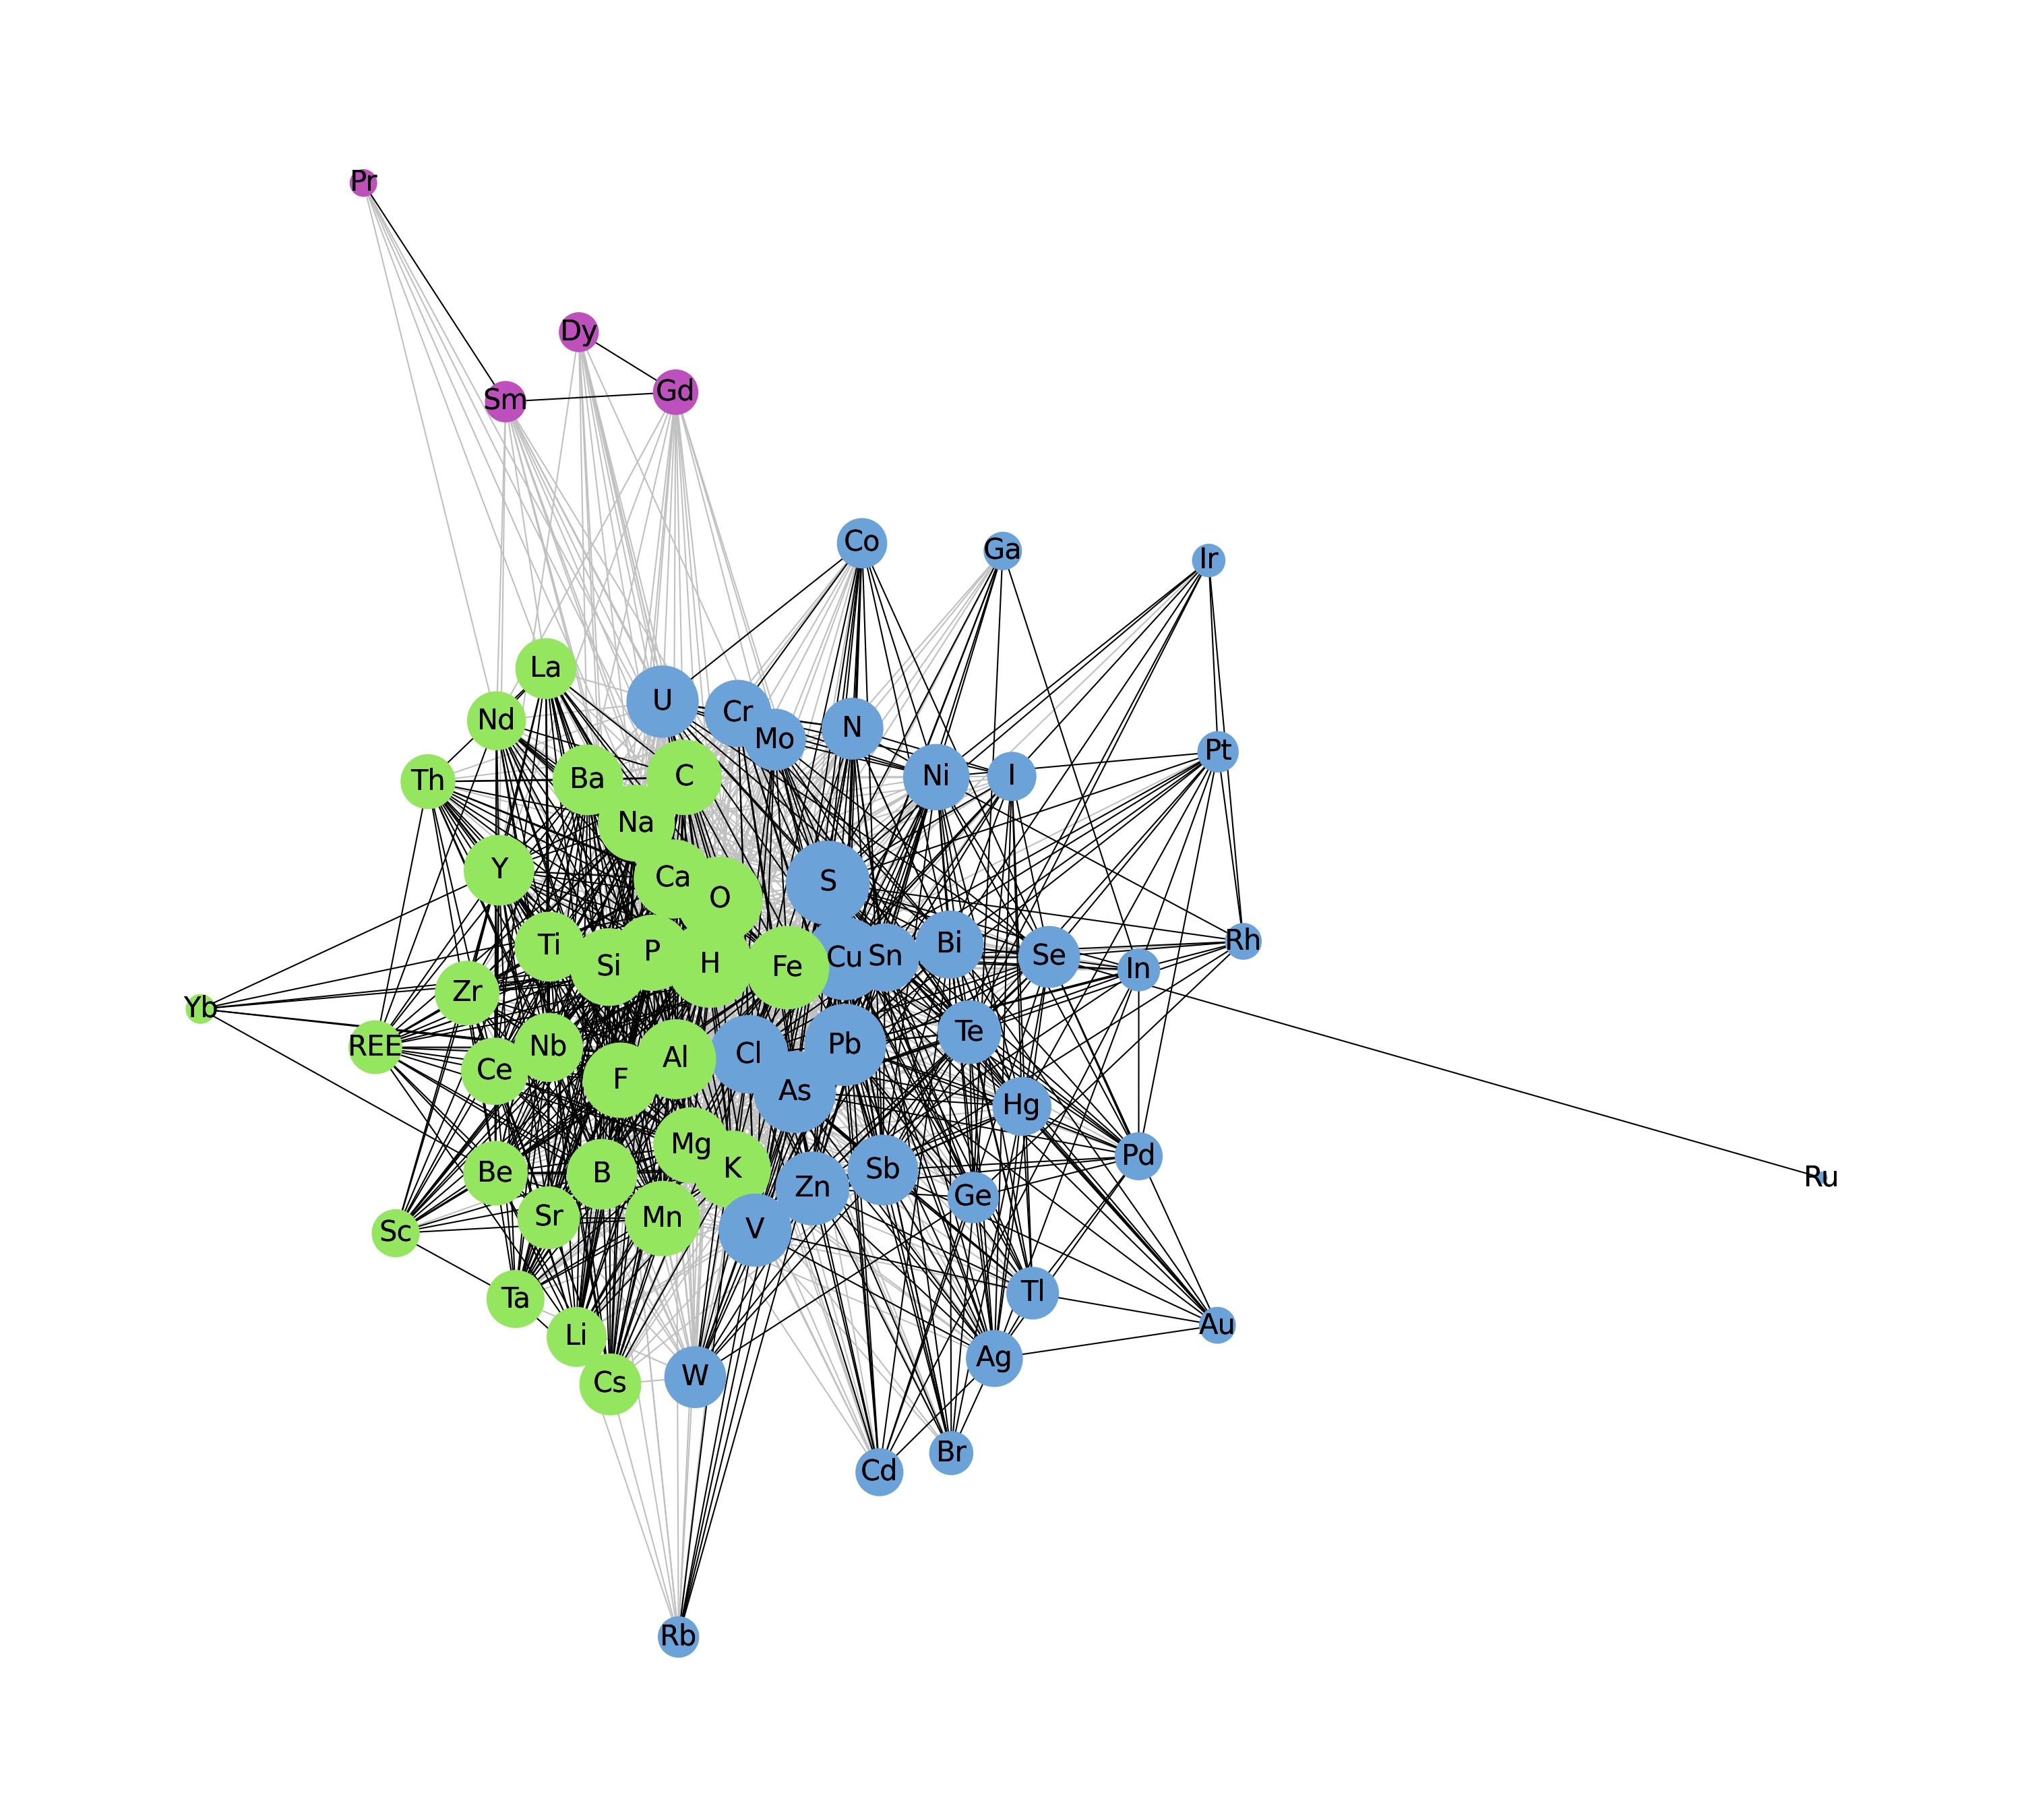 Pr
Dy
Gd
Sm
Co
Ga
Ir
La
U
Cr
Nd
N
Mo
Pt
Th
Ba
C
Ni
I
Na
Y
Ca
S
O
Ti
Bi
Rh
P
Si
H
Fe
Cu
Sn
Se
In
Zr
Yb
Te
REE
Nb
Pb
Cl
Al
Ce
F
As
Hg
Mg
Pd
Be
B
K
Sb
Ru
Zn
Ge
Sr
Mn
V
Sc
Tl
Ta
Au
Li
Ag
W
Cs
Br
Cd
Rb